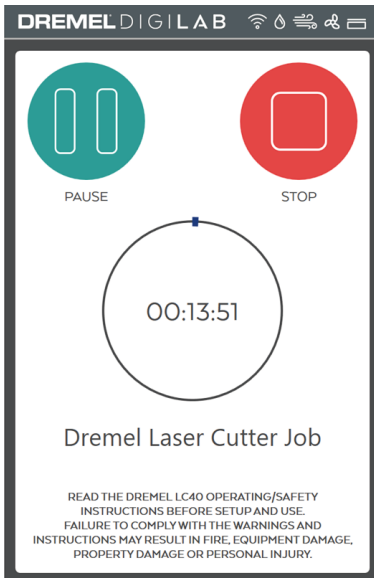 DREMEL DIGILAB
PAUSE
STOP
00:13:51
Dremel Laser Cutter Job
READ THE DREMEL LC40 OPERATING/SAFETY
INSTRUCTIONS BEFORE SETUP AND USE.
FAILURE TO COMPLY WITH THE WARNINGS AND
INSTRUCTIONS MAY RESULT IN FIRE, EQUIPMENT DAMAGE,
PROPERTY DAMAGE OR PERSONAL INJURY.